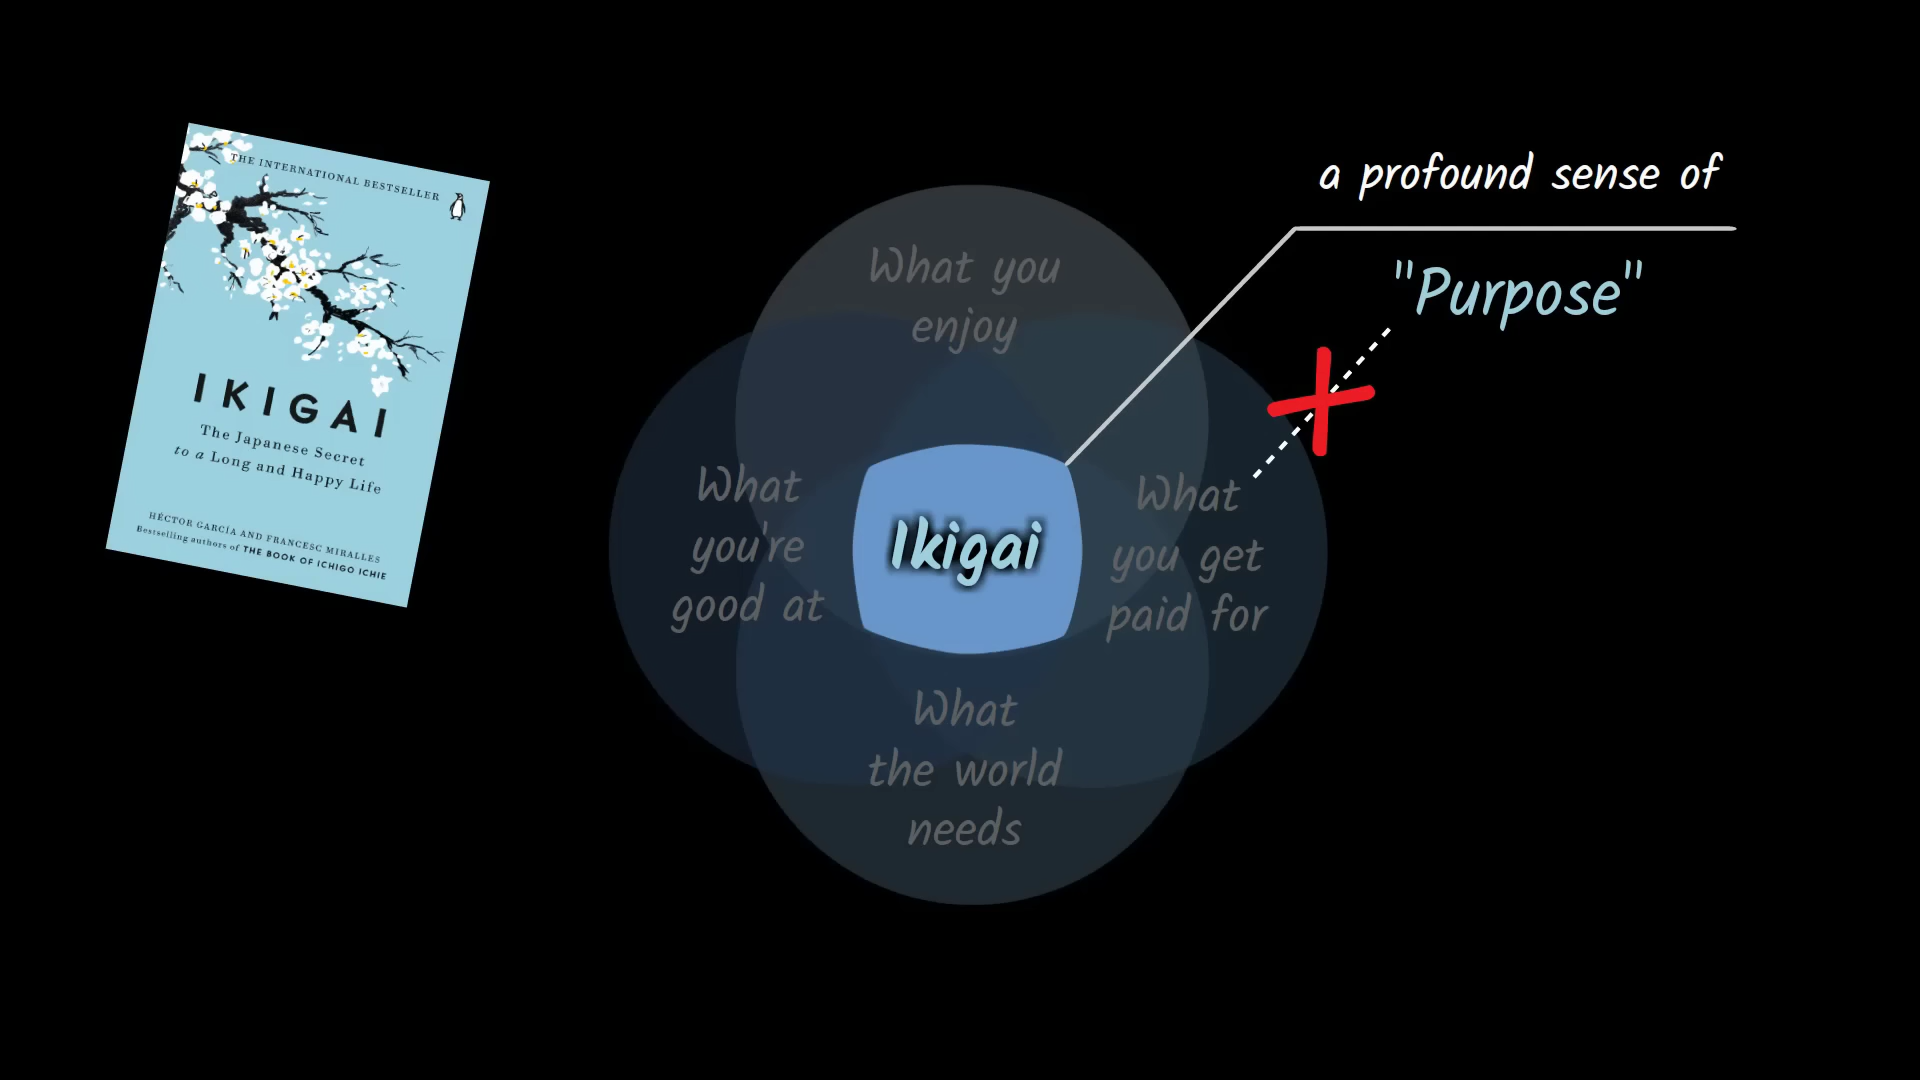 THE INTERNATIONAL BESTSELLER
IKIGAI
The Japanese Secret
to a Long and Happy Life
HÉCTOR GARCÍA AND FRANCESC MIRALLES
Bestselling authors of THE BOOK OF ICHIGO ICHIE
What you
enjoy
What
you're
good at
Ikigai
What
you get
paid for
What
the world
needs
a profound sense of
"Purpose"